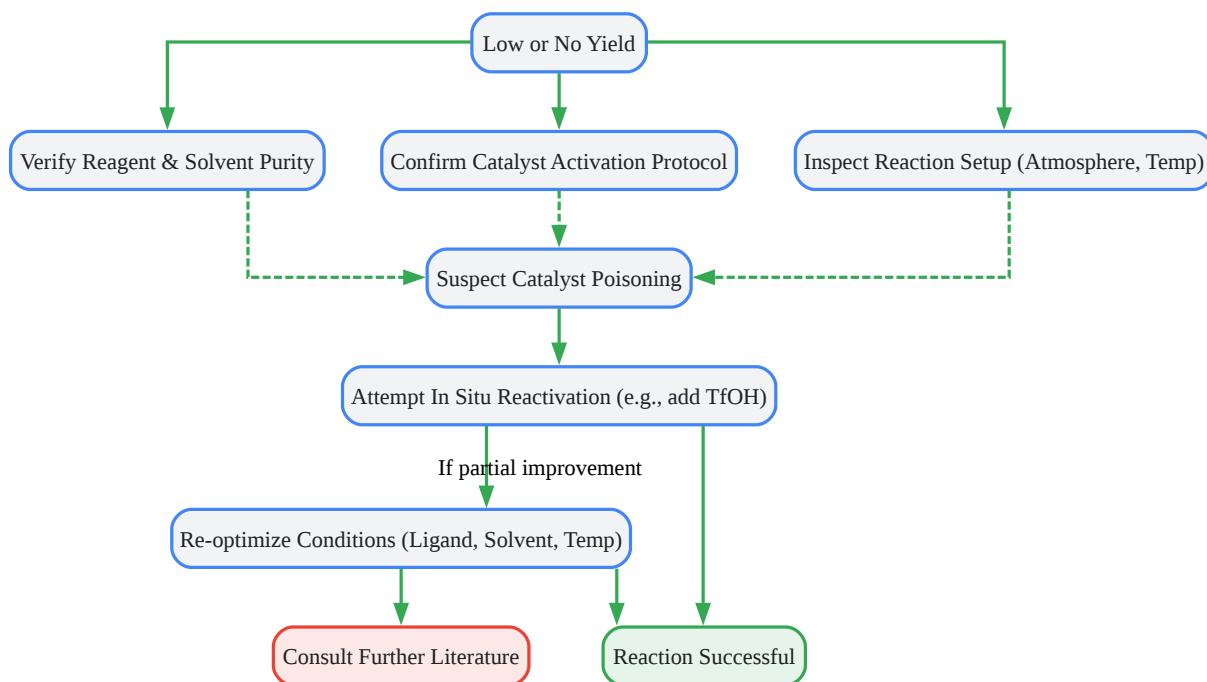 Low or No Yield
Verify Reagent & Solvent Purity
Confirm Catalyst Activation Protocol
Inspect Reaction Setup (Atmosphere, Temp)
Suspect Catalyst Poisoning
Attempt In Situ Reactivation (e.g., add TfOH)
If partial improvement
Re-optimize Conditions (Ligand, Solvent, Temp)
Consult Further Literature
Reaction Successful